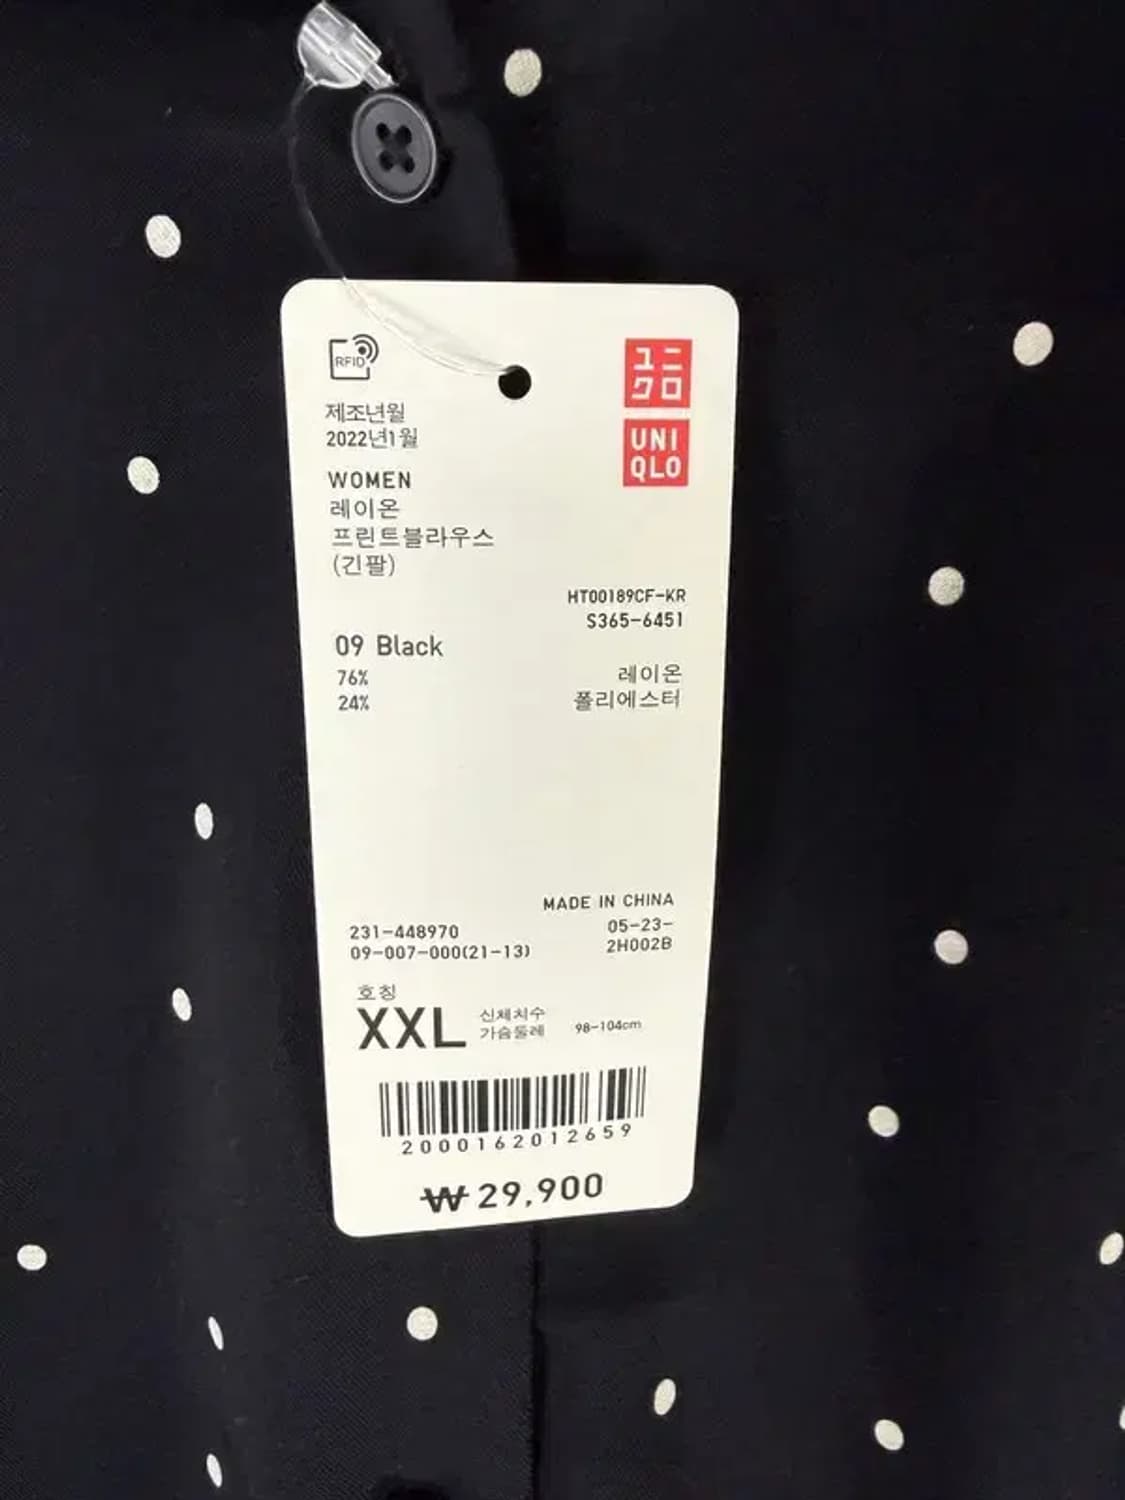 RFID
ユニ
クロ
UNI
QLO
제조년월
2022년1월
WOMEN
레이온
프린트블라우스
(긴팔)
HT00189CF-KR
S365-6451
09 Black
76% 레이온
24% 폴리에스터
MADE IN CHINA
231-448970 05-23-
09-007-000(21-13) 2H002B
호칭
XXL 신체치수
가슴둘레 98-104cm
2000162012659
₩29,900